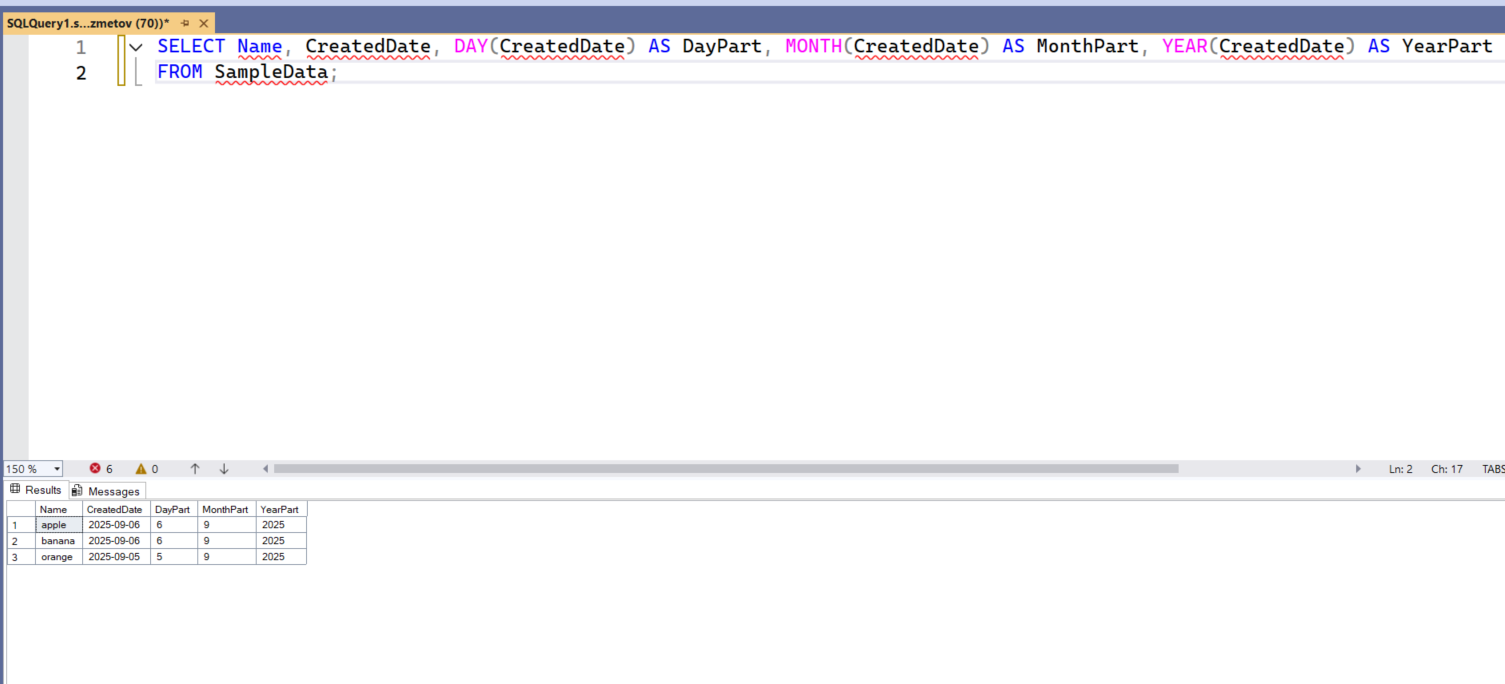 SQLQuery1.s...zmetov (70))*
1 SELECT Name, CreatedDate, DAY(CreatedDate) AS DayPart, MONTH(CreatedDate) AS MonthPart, YEAR(CreatedDate) AS YearPart
2 FROM SampleData;
150 % 6 0 Ln: 2 Ch: 17 TABS
Results Messages
Name CreatedDate DayPart MonthPart YearPart
1 apple 2025-09-06 6 9 2025
2 banana 2025-09-06 6 9 2025
3 orange 2025-09-05 5 9 2025